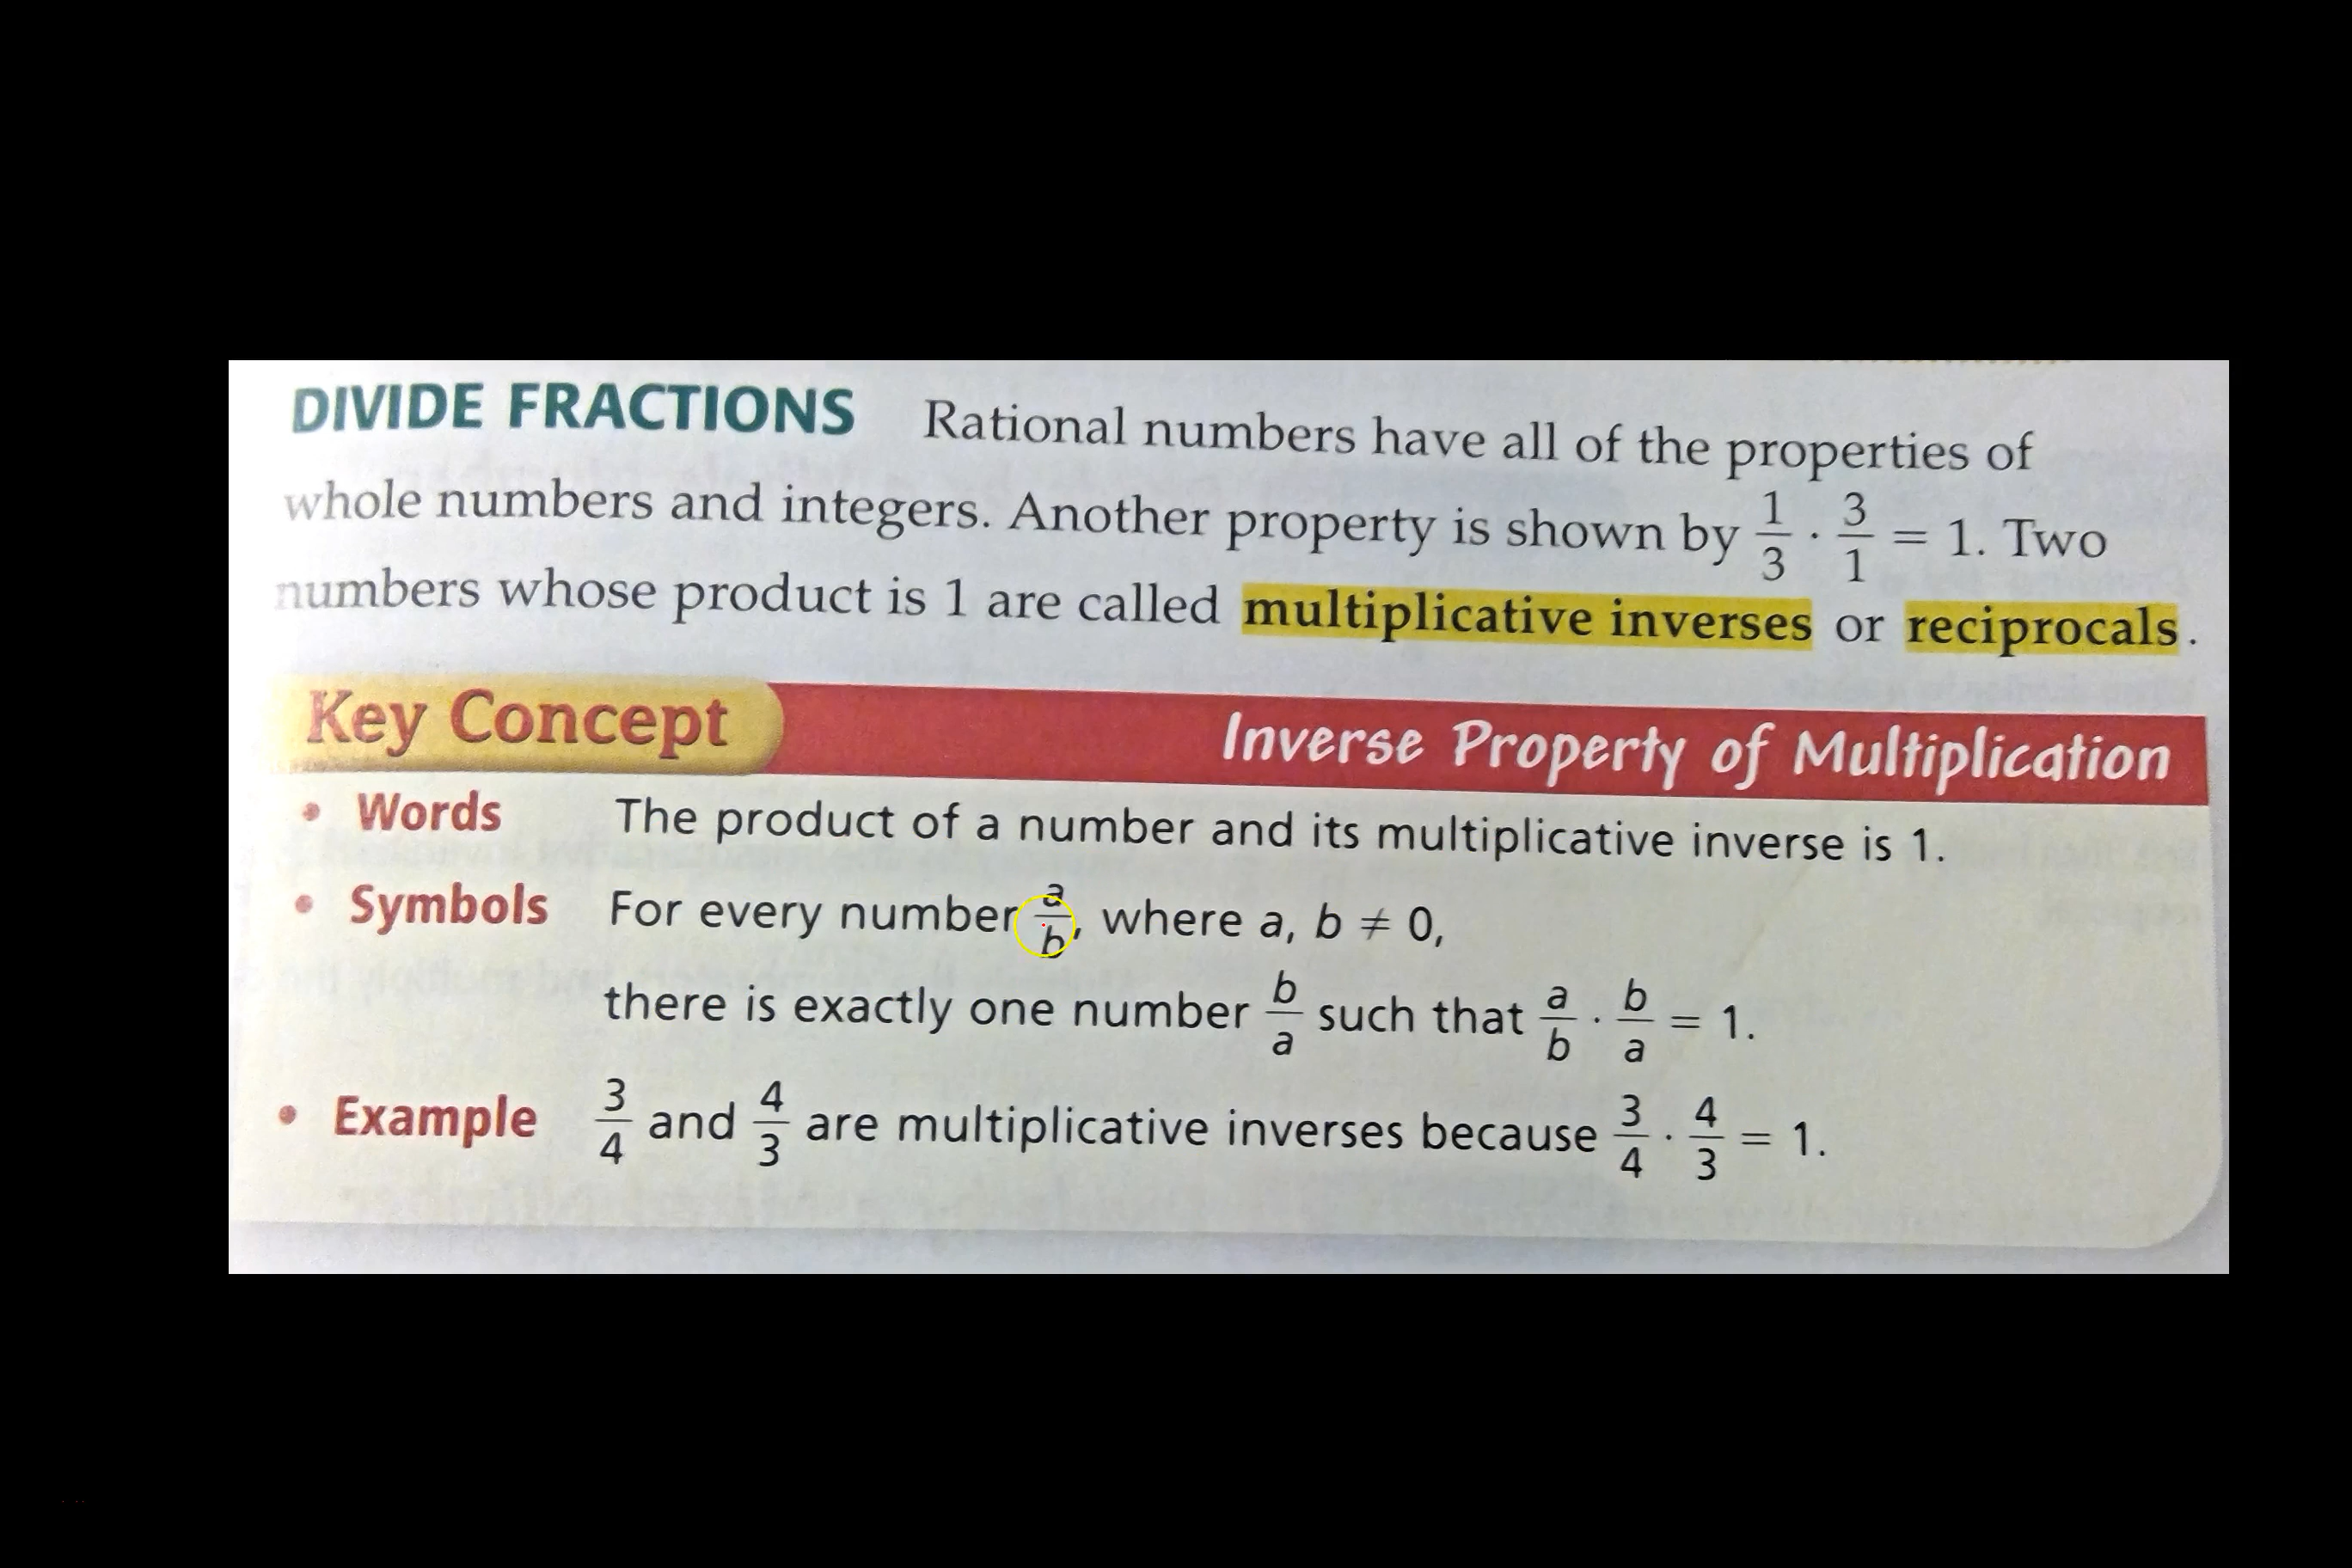 DIVIDE FRACTIONS Rational numbers have all of the properties of
whole numbers and integers. Another property is shown by 1/3 · 3/1 = 1. Two
numbers whose product is 1 are called multiplicative inverses or reciprocals.
Key Concept Inverse Property of Multiplication
• Words The product of a number and its multiplicative inverse is 1.
• Symbols For every number a/b, where a, b ≠ 0,
there is exactly one number b/a such that a/b · b/a = 1.
• Example 3/4 and 4/3 are multiplicative inverses because 3/4 · 4/3 = 1.